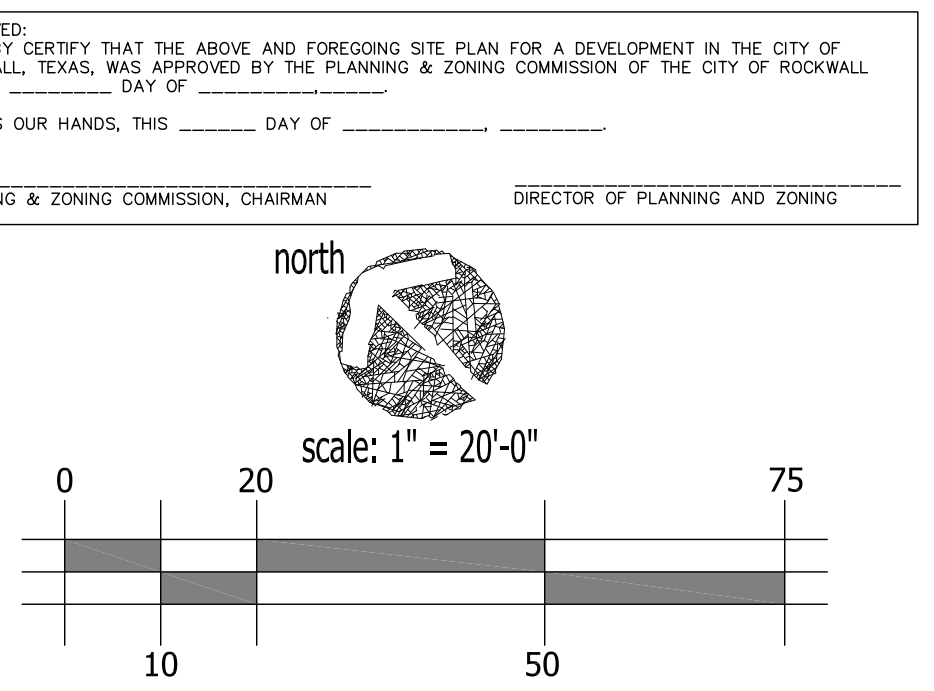 VED:
BY CERTIFY THAT THE ABOVE AND FOREGOING SITE PLAN FOR A DEVELOPMENT IN THE CITY OF
ALL, TEXAS, WAS APPROVED BY THE PLANNING & ZONING COMMISSION OF THE CITY OF ROCKWALL
________ DAY OF _________,_____.
S OUR HANDS, THIS ______ DAY OF ___________, ________.
NG & ZONING COMMISSION, CHAIRMAN DIRECTOR OF PLANNING AND ZONING
north
scale: 1" = 20'-0"
0 20 75
10 50